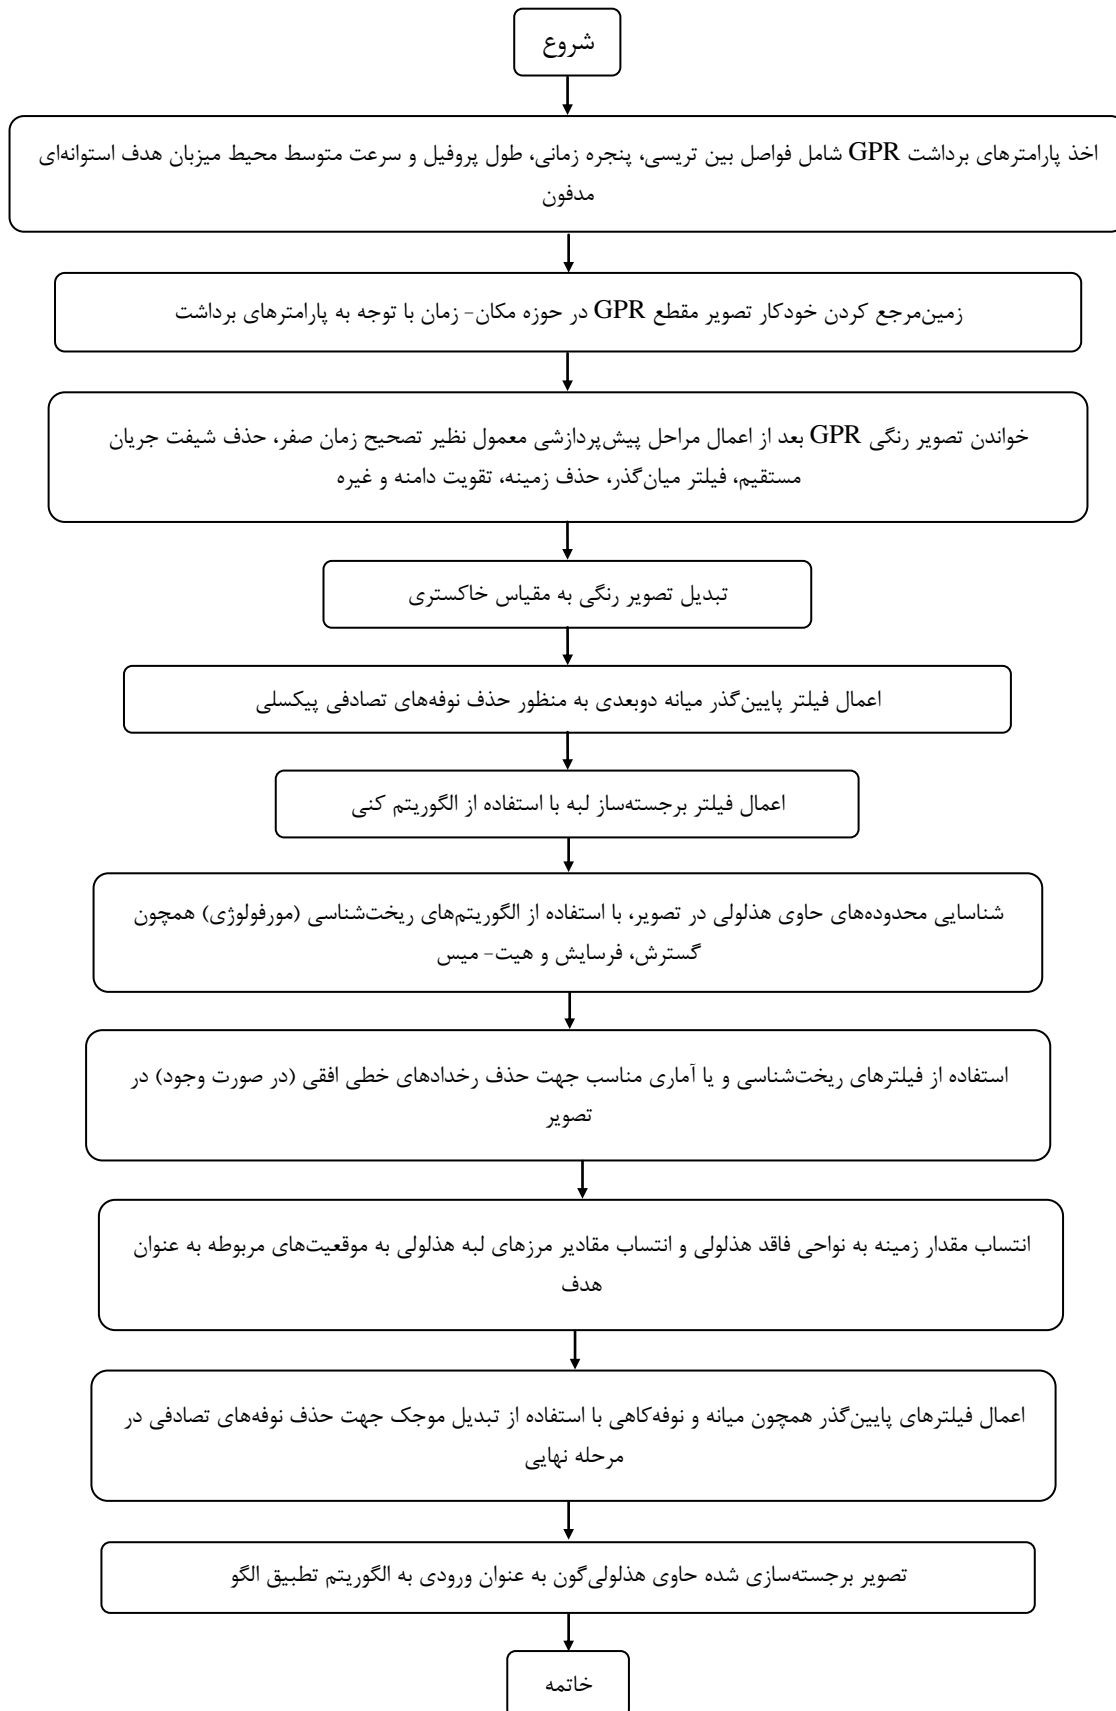 شروع
اخذ پارامترهای برداشت GPR شامل فواصل بین تریسی، پنجره زمانی، طول پروفیل و سرعت متوسط محیط میزبان هدف استوانه‌ای
مدفون
زمین‌مرجع کردن خودکار تصویر مقطع GPR در حوزه مکان- زمان با توجه به پارامترهای برداشت
خواندن تصویر رنگی GPR بعد از اعمال مراحل پیش‌پردازشی معمول نظیر تصحیح زمان صفر، حذف شیفت جریان
مستقیم، فیلتر میان‌گذر، حذف زمینه، تقویت دامنه و غیره
تبدیل تصویر رنگی به مقیاس خاکستری
اعمال فیلتر پایین‌گذر میانه دوبعدی به منظور حذف نوفه‌های تصادفی پیکسلی
اعمال فیلتر برجسته‌ساز لبه با استفاده از الگوریتم کنی
شناسایی محدوده‌های حاوی هذلولی در تصویر، با استفاده از الگوریتم‌های ریخت‌شناسی (مورفولوژی) همچون
گسترش، فرسایش و هیت- میس
استفاده از فیلترهای ریخت‌شناسی و یا آماری مناسب جهت حذف رخدادهای خطی افقی (در صورت وجود) در
تصویر
انتساب مقدار زمینه به نواحی فاقد هذلولی و انتساب مقادیر مرزهای لبه هذلولی به موقعیت‌های مربوطه به عنوان
هدف
اعمال فیلترهای پایین‌گذر همچون میانه و نوفه‌کاهی با استفاده از تبدیل موجک جهت حذف نوفه‌های تصادفی در
مرحله نهایی
تصویر برجسته‌سازی شده حاوی هذلولی‌گون به عنوان ورودی به الگوریتم تطبیق الگو
خاتمه